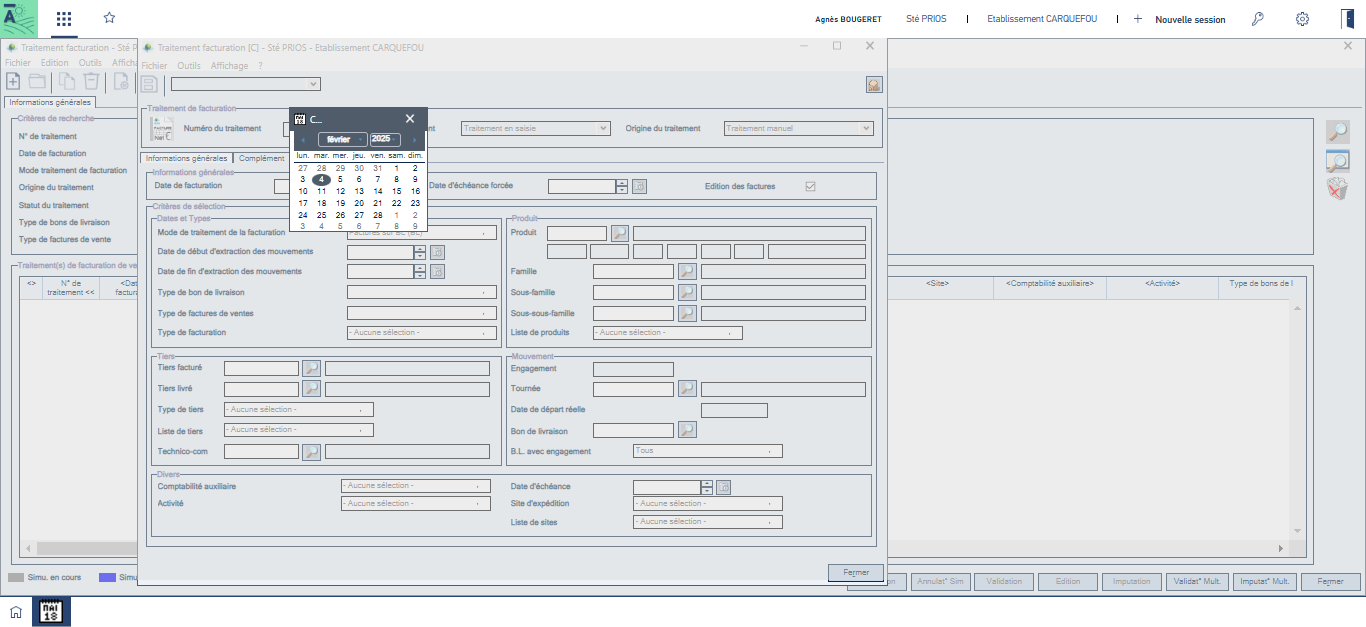 Agnès BOUGERET Sté PRIOS | Etablissement CARQUEFOU | + Nouvelle session
Traitement facturation - Sté P
Fichier Edition Outils Afficha
Informations générales
Critères de recherche
N° de traitement
Date de facturation
Mode traitement de facturation
Origine du traitement
Statut du traitement
Type de bons de livraison
Type de factures de vente
Traitement(s) de facturation de ve
<> N° de traitement << <Dat factura
<Site> <Comptabilité auxiliaire> <Activité> Type de bons de l
Traitement facturation [C] - Sté PRIOS - Etablissement CARQUEFOU
Fichier Outils Affichage ?
Traitement de facturation
Numéro du traitement
nt Traitement en saisie
Origine du traitement Traitement manuel
Informations générales Complément
Informations générales
Date de facturation
Date d'échéance forcée
Edition des factures
C...
février 2025
lun. mar. mer. jeu. ven. sam. dim.
27 28 29 30 31 1 2
3 4 5 6 7 8 9
10 11 12 13 14 15 16
17 18 19 20 21 22 23
24 25 26 27 28 1 2
3 4 5 6 7 8 9
Critères de sélection
Dates et Types
Mode de traitement de la facturation
Date de début d'extraction des mouvements
Date de fin d'extraction des mouvements
Type de bon de livraison
Type de factures de ventes
Type de facturation - Aucune sélection -
Produit
Produit
Famille
Sous-famille
Sous-sous-famille
Liste de produits - Aucune sélection -
Tiers
Tiers facturé
Tiers livré
Type de tiers - Aucune sélection -
Liste de tiers - Aucune sélection -
Technico-com
Mouvement
Engagement
Tournée
Date de départ réelle
Bon de livraison
B.L. avec engagement Tous
Divers
Comptabilité auxiliaire - Aucune sélection -
Activité - Aucune sélection -
Date d'échéance
Site d'expédition - Aucune sélection -
Liste de sites - Aucune sélection -
Fermer
Simu. en cours Simu
on Annulat° Sim Validation Edition Imputation Validat° Mult. Imputat° Mult. Fermer
MAI
18